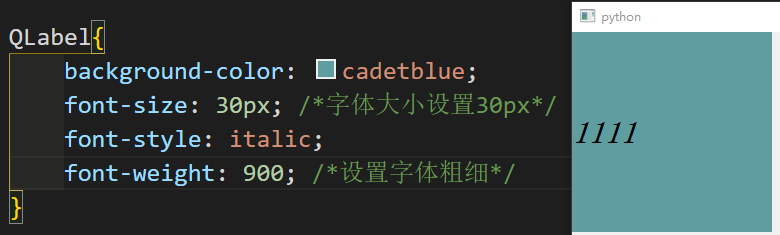 QLabel{
background-color: cadetblue;
font-size: 30px; /*字体大小设置30px*/
font-style: italic;
font-weight: 900; /*设置字体粗细*/
}
python
1111